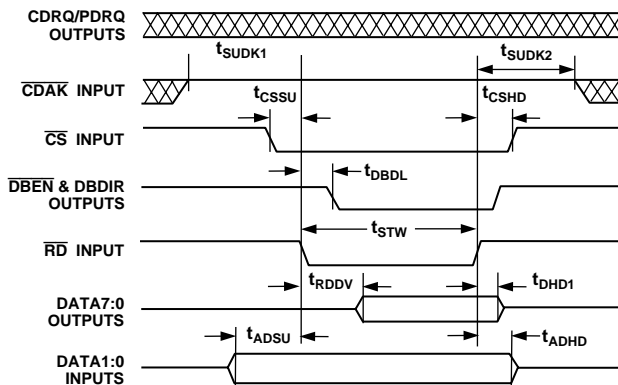 CDRQ/PDRQ
OUTPUTS
tSUDK1
tSUDK2
CDAK INPUT
tCSSU
tCSHD
CS INPUT
tDBDL
DBEN & DBDIR
OUTPUTS
tSTW
RD INPUT
tRDDV
tDHD1
DATA7:0
OUTPUTS
tADSU
tADHD
DATA1:0
INPUTS